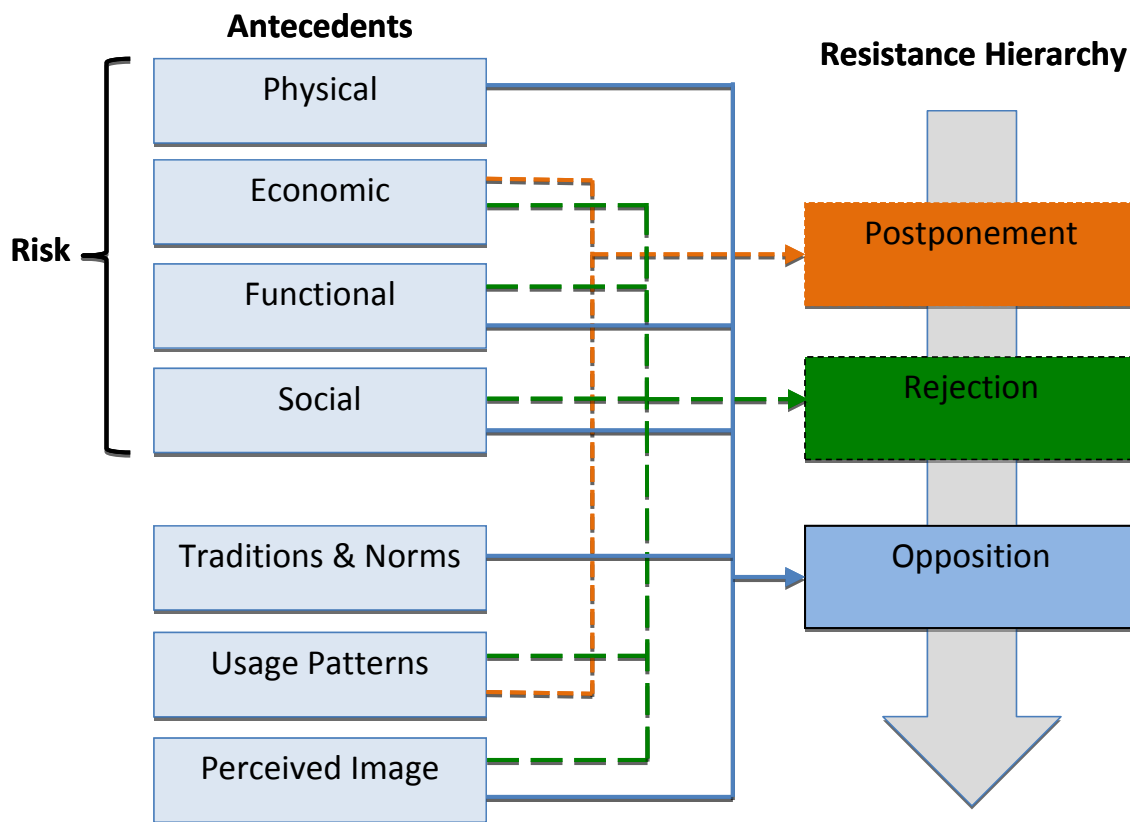 Antecedents
Resistance Hierarchy
Risk
Physical
Economic
Functional
Social
Traditions & Norms
Usage Patterns
Perceived Image
Postponement
Rejection
Opposition